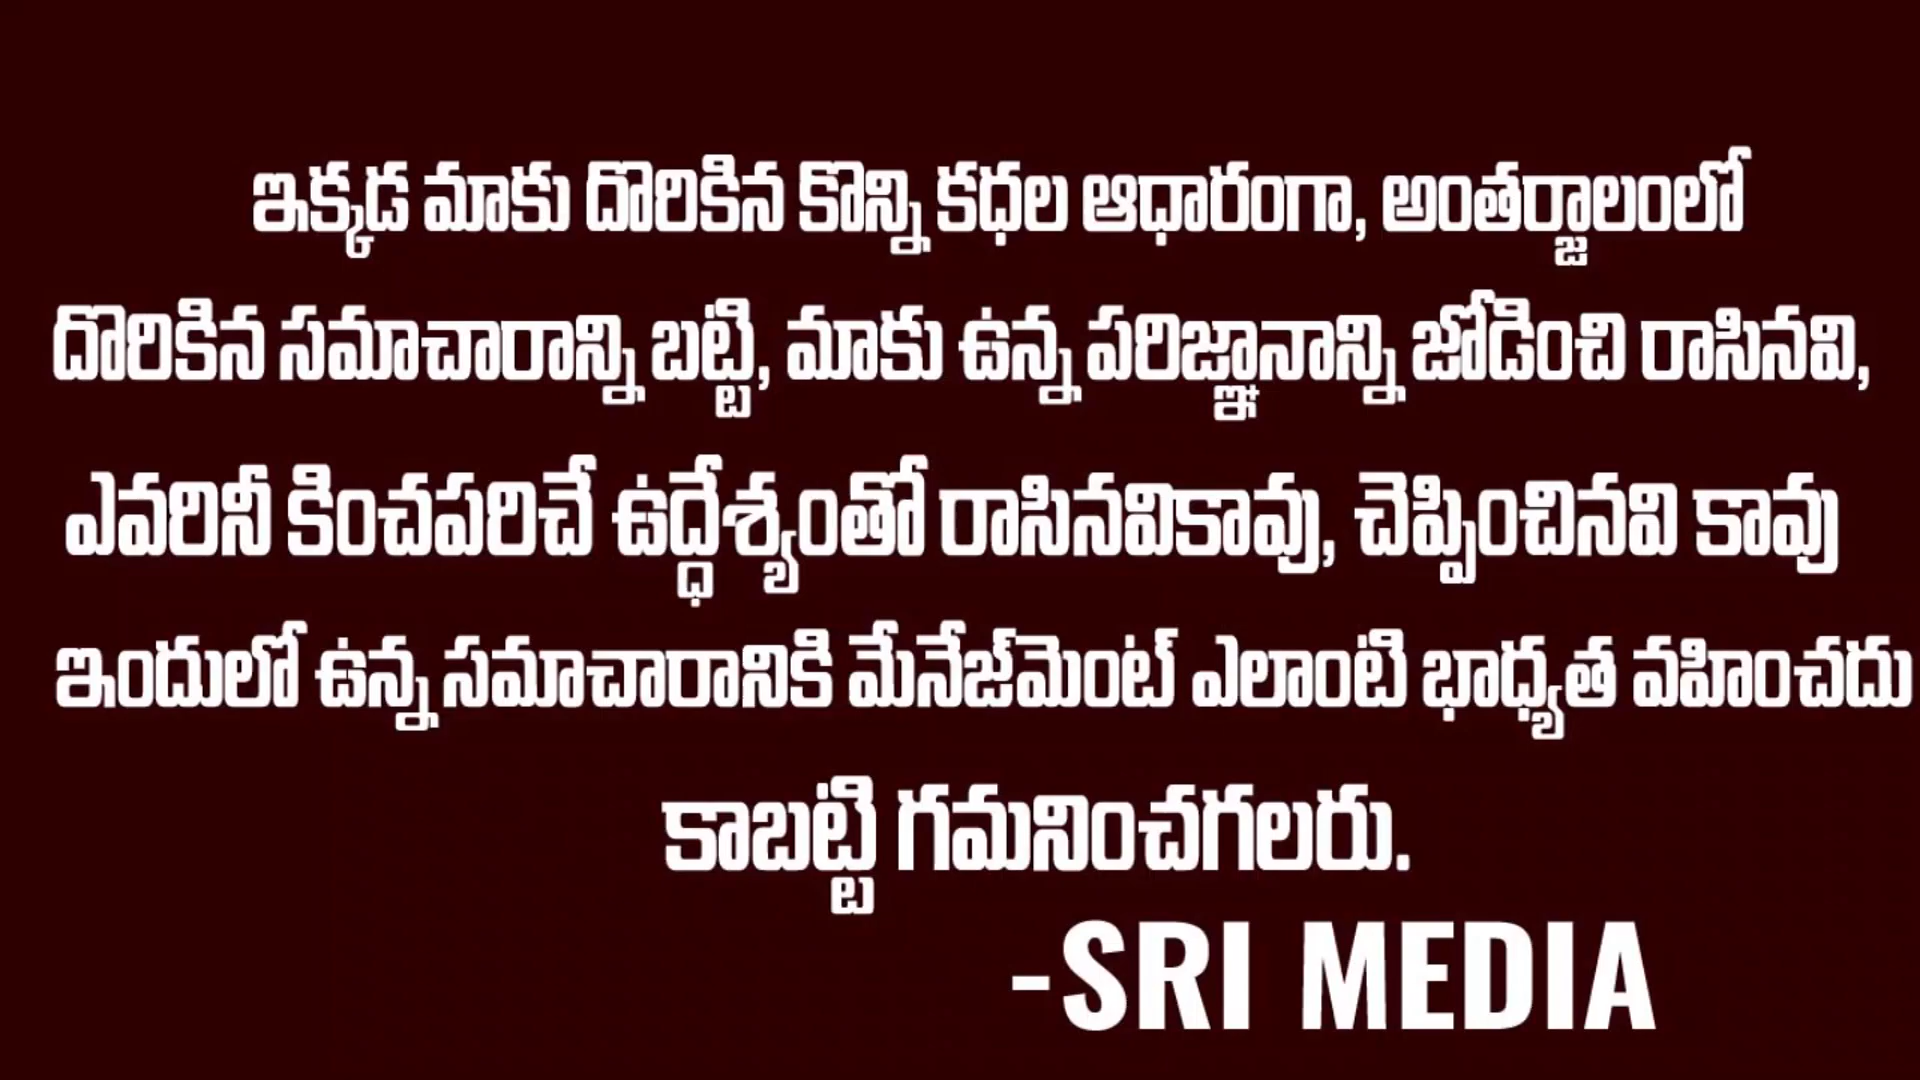 ఇక్కడ మాకు దొరికిన కొన్ని కధల ఆధారంగా, అంతర్జాలంలో
దొరికిన సమాచారాన్ని బట్టి, మాకు ఉన్న పరిజ్ఞానాన్ని జోడించి రాసినవి,
ఎవరినీ కించపరిచే ఉద్ధేశ్యంతో రాసినవికావు, చెప్పించినవి కావు
ఇందులో ఉన్న సమాచారానికి మేనేజ్‌మెంట్ ఎలాంటి భాధ్యత వహించదు
కాబట్టి గమనించగలరు.
-SRI MEDIA